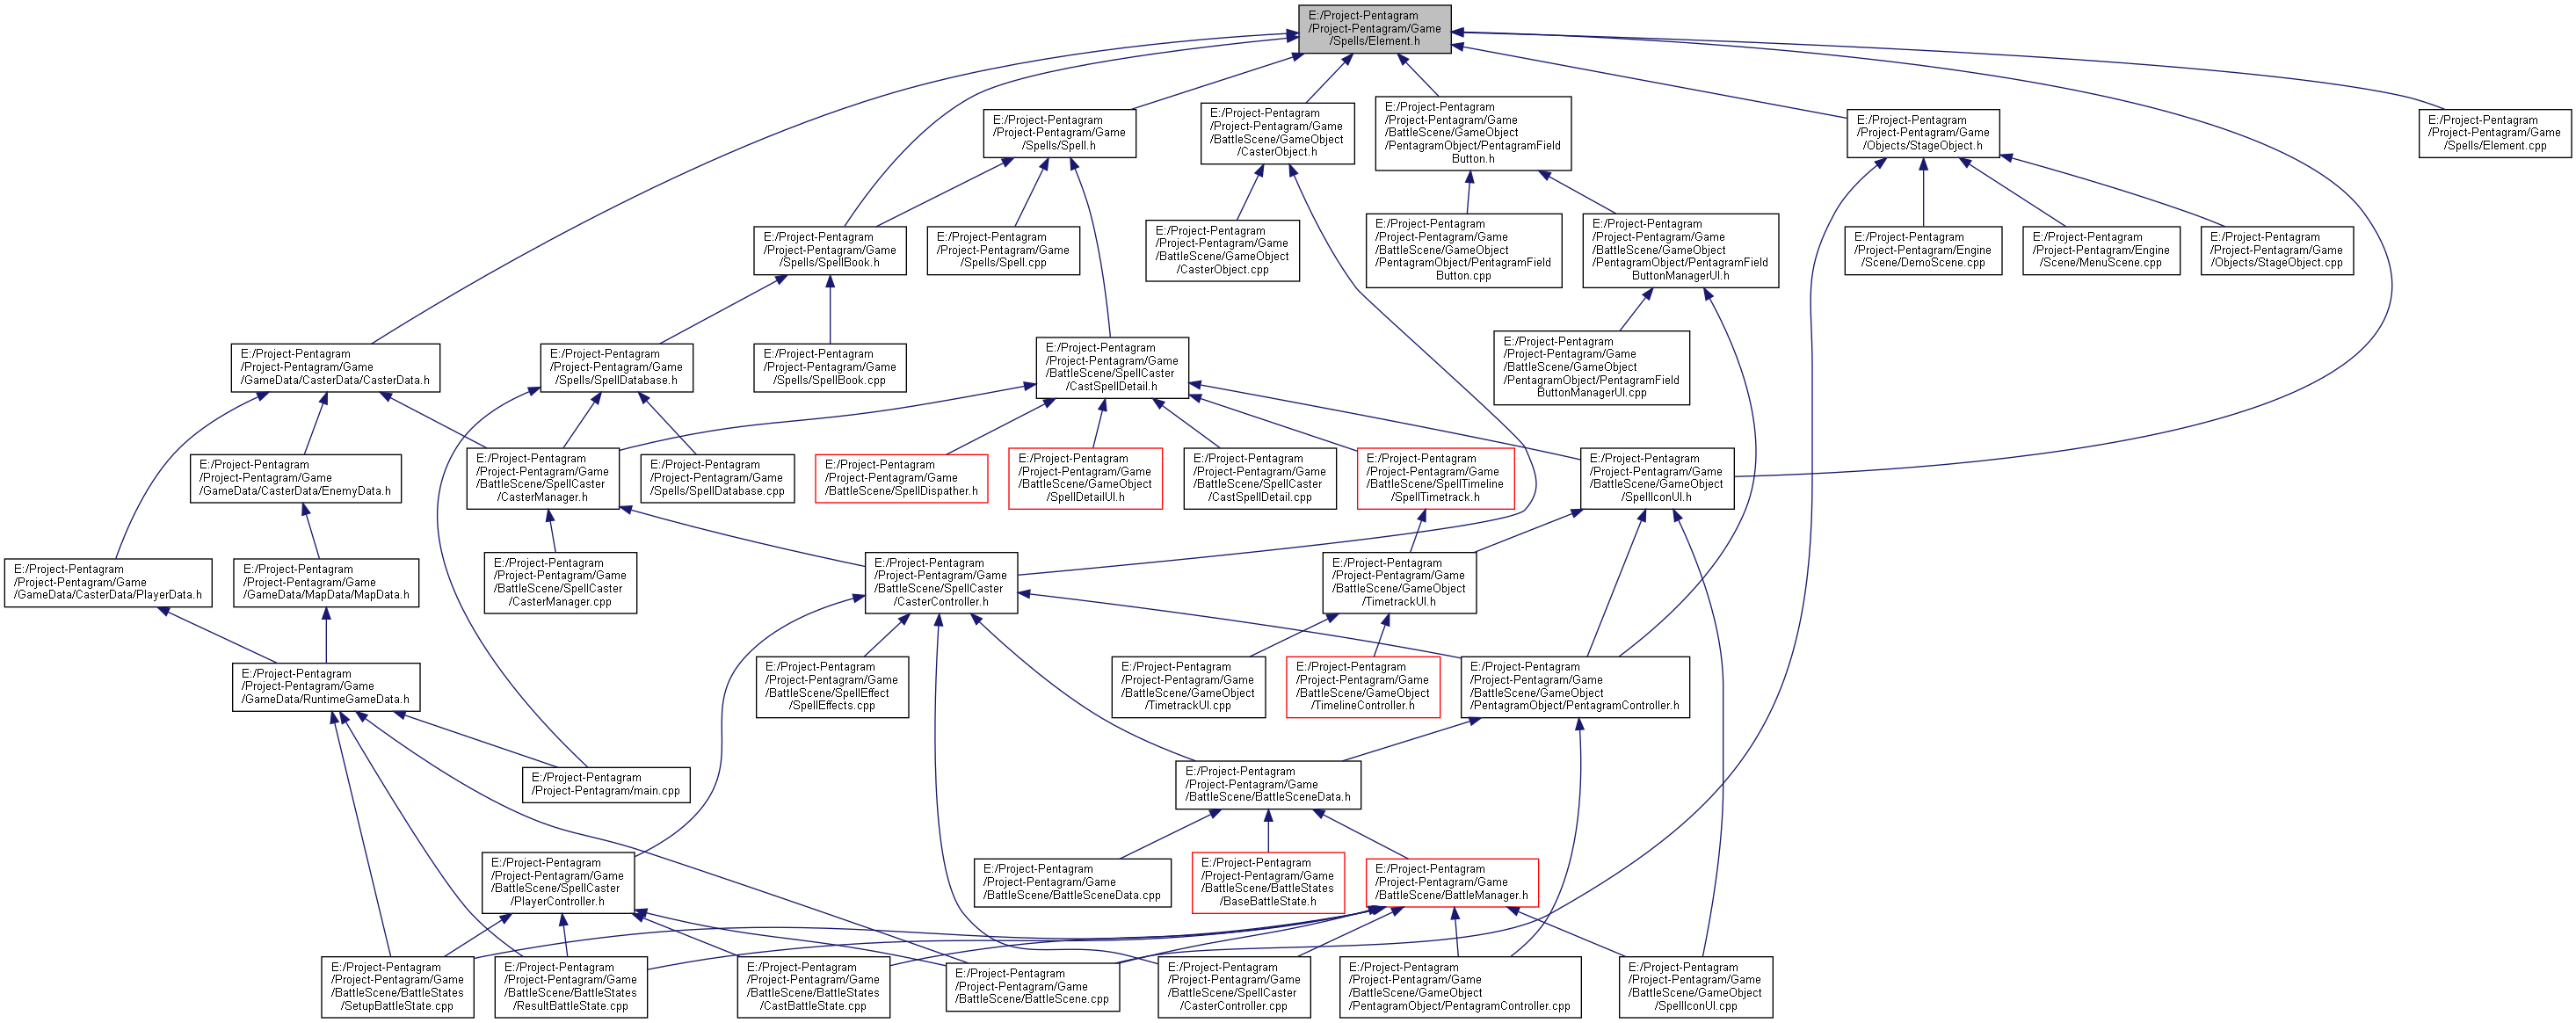 E:/Project-Pentagram
/Project-Pentagram/Game
/Spells/Element.h
E:/Project-Pentagram
/Project-Pentagram/Game
/Spells/Spell.h
E:/Project-Pentagram
/Project-Pentagram/Game
/BattleScene/GameObject
/CasterObject.h
E:/Project-Pentagram
/Project-Pentagram/Game
/BattleScene/GameObject
/PentagramObject/PentagramField
Button.h
E:/Project-Pentagram
/Project-Pentagram/Game
/Objects/StageObject.h
E:/Project-Pentagram
/Project-Pentagram/Game
/Spells/Element.cpp
E:/Project-Pentagram
/Project-Pentagram/Game
/Spells/SpellBook.h
E:/Project-Pentagram
/Project-Pentagram/Game
/Spells/Spell.cpp
E:/Project-Pentagram
/Project-Pentagram/Game
/BattleScene/GameObject
/CasterObject.cpp
E:/Project-Pentagram
/Project-Pentagram/Game
/BattleScene/GameObject
/PentagramObject/PentagramField
Button.cpp
E:/Project-Pentagram
/Project-Pentagram/Game
/BattleScene/GameObject
/PentagramObject/PentagramField
ButtonManagerUI.h
E:/Project-Pentagram
/Project-Pentagram/Engine
/Scene/DemoScene.cpp
E:/Project-Pentagram
/Project-Pentagram/Engine
/Scene/MenuScene.cpp
E:/Project-Pentagram
/Project-Pentagram/Game
/Objects/StageObject.cpp
E:/Project-Pentagram
/Project-Pentagram/Game
/GameData/CasterData/CasterData.h
E:/Project-Pentagram
/Project-Pentagram/Game
/Spells/SpellDatabase.h
E:/Project-Pentagram
/Project-Pentagram/Game
/Spells/SpellBook.cpp
E:/Project-Pentagram
/Project-Pentagram/Game
/BattleScene/SpellCaster
/CastSpellDetail.h
E:/Project-Pentagram
/Project-Pentagram/Game
/BattleScene/GameObject
/PentagramObject/PentagramField
ButtonManagerUI.cpp
E:/Project-Pentagram
/Project-Pentagram/Game
/GameData/CasterData/EnemyData.h
E:/Project-Pentagram
/Project-Pentagram/Game
/BattleScene/SpellCaster
/CasterManager.h
E:/Project-Pentagram
/Project-Pentagram/Game
/Spells/SpellDatabase.cpp
E:/Project-Pentagram
/Project-Pentagram/Game
/BattleScene/SpellDispather.h
E:/Project-Pentagram
/Project-Pentagram/Game
/BattleScene/GameObject
/SpellDetailUI.h
E:/Project-Pentagram
/Project-Pentagram/Game
/BattleScene/SpellCaster
/CastSpellDetail.cpp
E:/Project-Pentagram
/Project-Pentagram/Game
/BattleScene/SpellTimeline
/SpellTimetrack.h
E:/Project-Pentagram
/Project-Pentagram/Game
/BattleScene/GameObject
/SpellIconUI.h
E:/Project-Pentagram
/Project-Pentagram/Game
/GameData/CasterData/PlayerData.h
E:/Project-Pentagram
/Project-Pentagram/Game
/GameData/MapData/MapData.h
E:/Project-Pentagram
/Project-Pentagram/Game
/BattleScene/SpellCaster
/CasterManager.cpp
E:/Project-Pentagram
/Project-Pentagram/Game
/BattleScene/SpellCaster
/CasterController.h
E:/Project-Pentagram
/Project-Pentagram/Game
/BattleScene/GameObject
/TimetrackUI.h
E:/Project-Pentagram
/Project-Pentagram/Game
/GameData/RuntimeGameData.h
E:/Project-Pentagram
/Project-Pentagram/Game
/BattleScene/SpellEffect
/SpellEffects.cpp
E:/Project-Pentagram
/Project-Pentagram/Game
/BattleScene/GameObject
/TimetrackUI.cpp
E:/Project-Pentagram
/Project-Pentagram/Game
/BattleScene/GameObject
/TimelineController.h
E:/Project-Pentagram
/Project-Pentagram/Game
/BattleScene/GameObject
/PentagramObject/PentagramController.h
E:/Project-Pentagram
/Project-Pentagram/main.cpp
E:/Project-Pentagram
/Project-Pentagram/Game
/BattleScene/BattleSceneData.h
E:/Project-Pentagram
/Project-Pentagram/Game
/BattleScene/SpellCaster
/PlayerController.h
E:/Project-Pentagram
/Project-Pentagram/Game
/BattleScene/BattleSceneData.cpp
E:/Project-Pentagram
/Project-Pentagram/Game
/BattleScene/BattleStates
/BaseBattleState.h
E:/Project-Pentagram
/Project-Pentagram/Game
/BattleScene/BattleManager.h
E:/Project-Pentagram
/Project-Pentagram/Game
/BattleScene/BattleStates
/SetupBattleState.cpp
E:/Project-Pentagram
/Project-Pentagram/Game
/BattleScene/BattleStates
/ResultBattleState.cpp
E:/Project-Pentagram
/Project-Pentagram/Game
/BattleScene/BattleStates
/CastBattleState.cpp
E:/Project-Pentagram
/Project-Pentagram/Game
/BattleScene/BattleScene.cpp
E:/Project-Pentagram
/Project-Pentagram/Game
/BattleScene/SpellCaster
/CasterController.cpp
E:/Project-Pentagram
/Project-Pentagram/Game
/BattleScene/GameObject
/PentagramObject/PentagramController.cpp
E:/Project-Pentagram
/Project-Pentagram/Game
/BattleScene/GameObject
/SpellIconUI.cpp